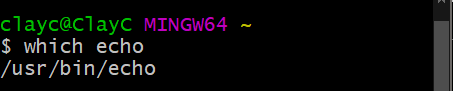 clayc@ClayC MINGW64 ~
$ which echo
/usr/bin/echo